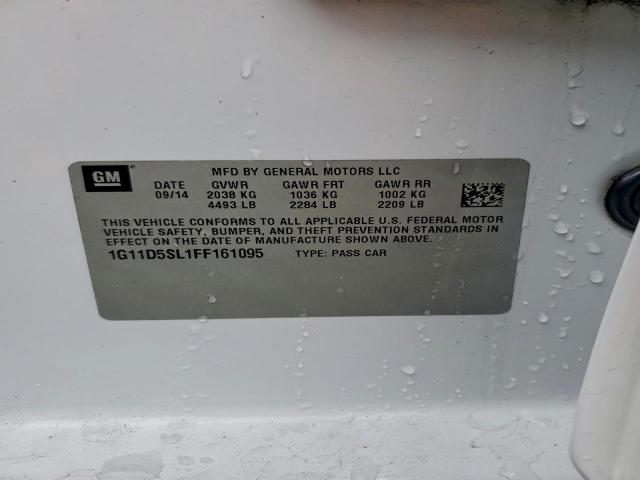 GM
MFD BY GENERAL MOTORS LLC
DATE GVWR GAWR FRT GAWR RR
09/14 2038 KG 1036 KG 1002 KG
4493 LB 2284 LB 2209 LB
THIS VEHICLE CONFORMS TO ALL APPLICABLE U.S. FEDERAL MOTOR
VEHICLE SAFETY, BUMPER, AND THEFT PREVENTION STANDARDS IN
EFFECT ON THE DATE OF MANUFACTURE SHOWN ABOVE.
1G11D5SL1FF161095 TYPE: PASS CAR